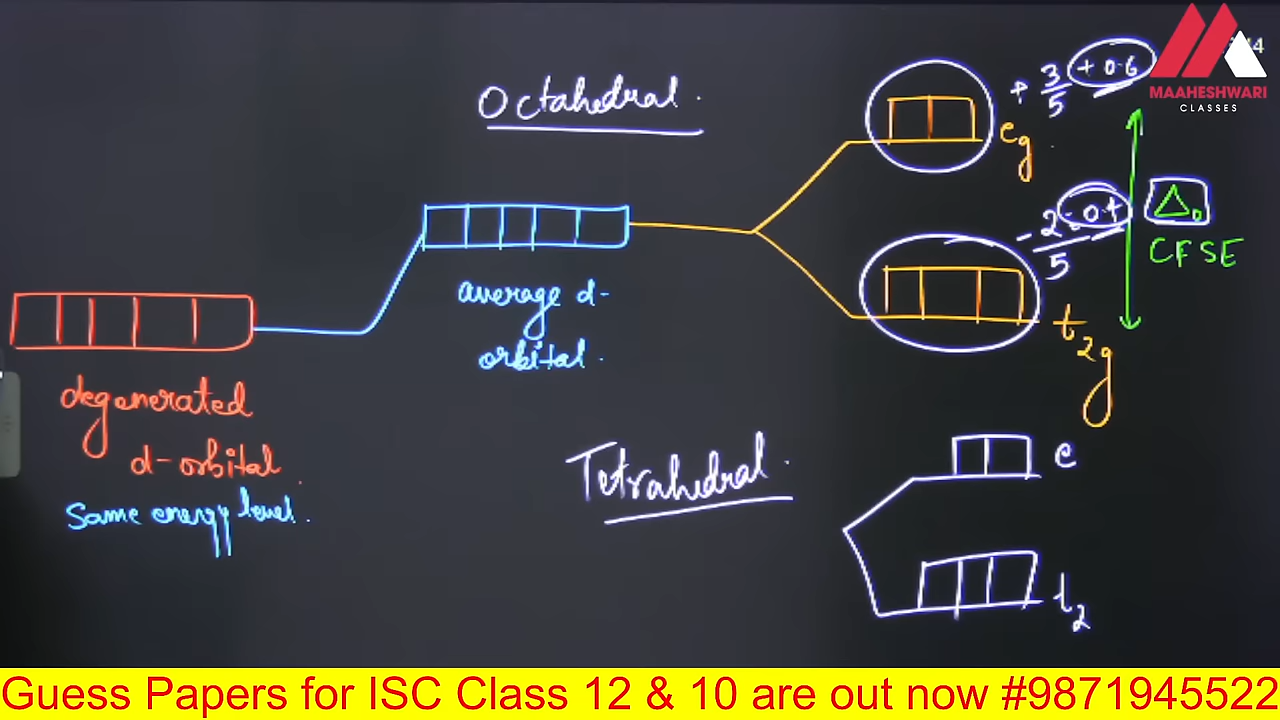 Octahedral.
+ 3/5 + 0.6
eg
MAAHESHWARI
CLASSES
- 2/5 - 0.4
Δo
CFSE
t2g
average d-
orbital.
degenerated
d-orbital.
Same energy level.
Tetrahedral.
e
t2
Guess Papers for ISC Class 12 & 10 are out now #9871945522